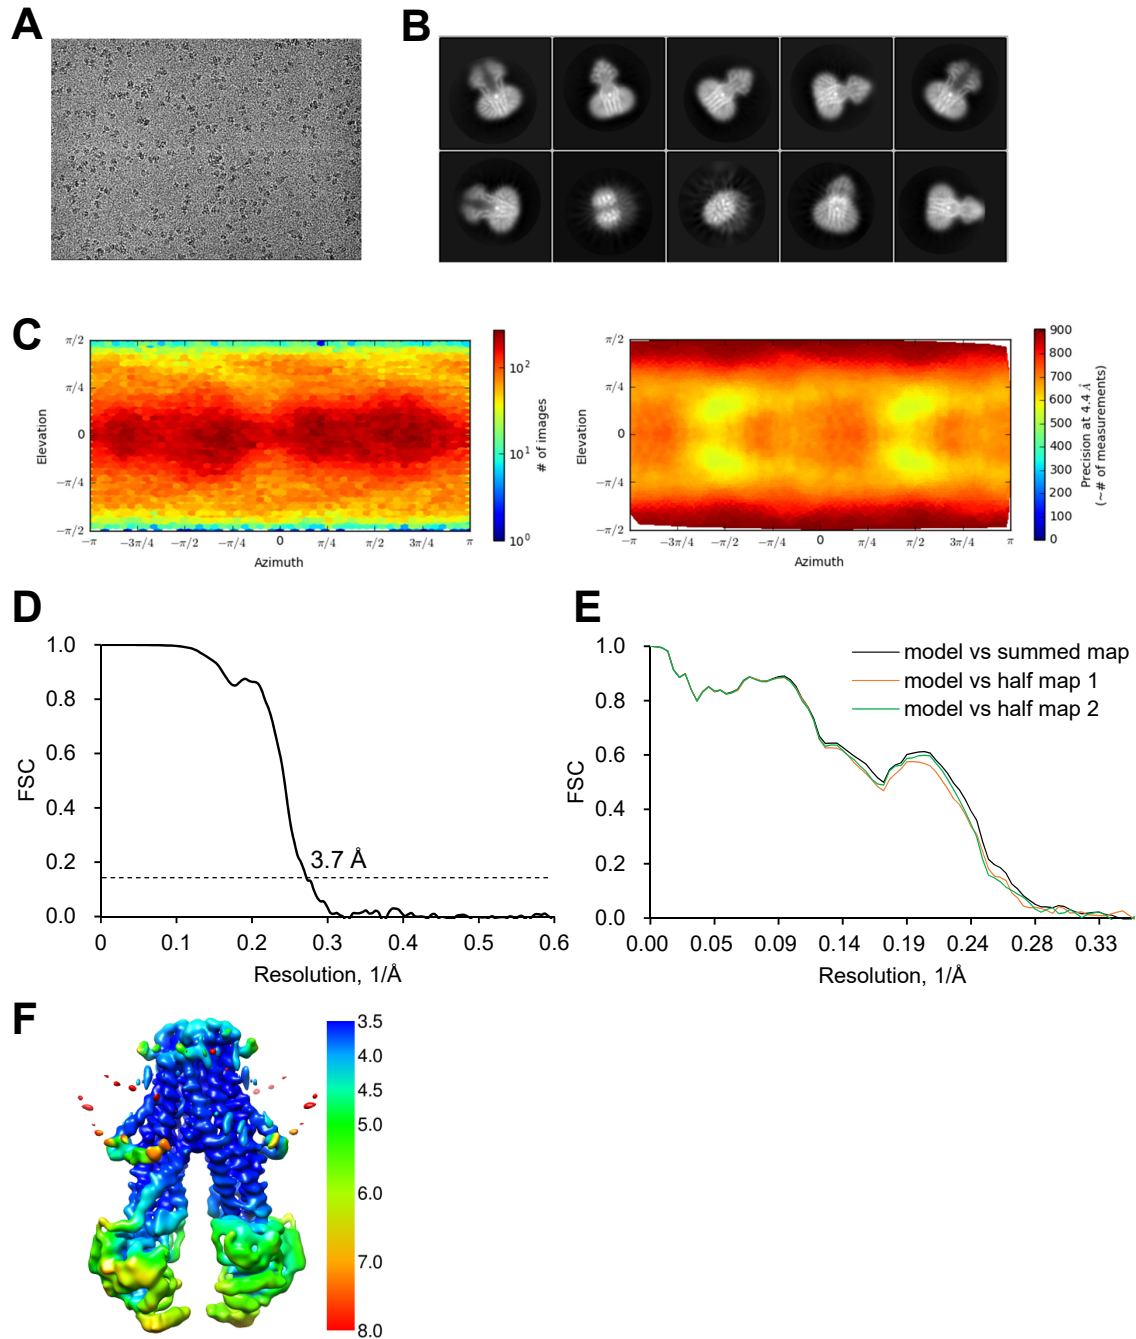 A
B
C
π/2
π/4
0
−π/4
−π/2
Elevation
−π
−3π/4
−π/2
−π/4
0
π/4
π/2
3π/4
π
Azimuth
10²
10¹
10⁰
# of images
π/2
π/4
0
−π/4
−π/2
Elevation
−π
−3π/4
−π/2
−π/4
0
π/4
π/2
3π/4
π
Azimuth
900
800
700
600
500
400
300
200
100
0
Precision at 4.4 Å
(~# of measurements)
D
1.0
0.8
0.6
0.4
0.2
0.0
FSC
3.7 Å
0
0.1
0.2
0.3
0.4
0.5
0.6
Resolution, 1/Å
E
1.0
0.8
0.6
0.4
0.2
0.0
FSC
model vs summed map
model vs half map 1
model vs half map 2
0.00
0.05
0.09
0.14
0.19
0.24
0.28
0.33
Resolution, 1/Å
F
3.5
4.0
4.5
5.0
6.0
7.0
8.0